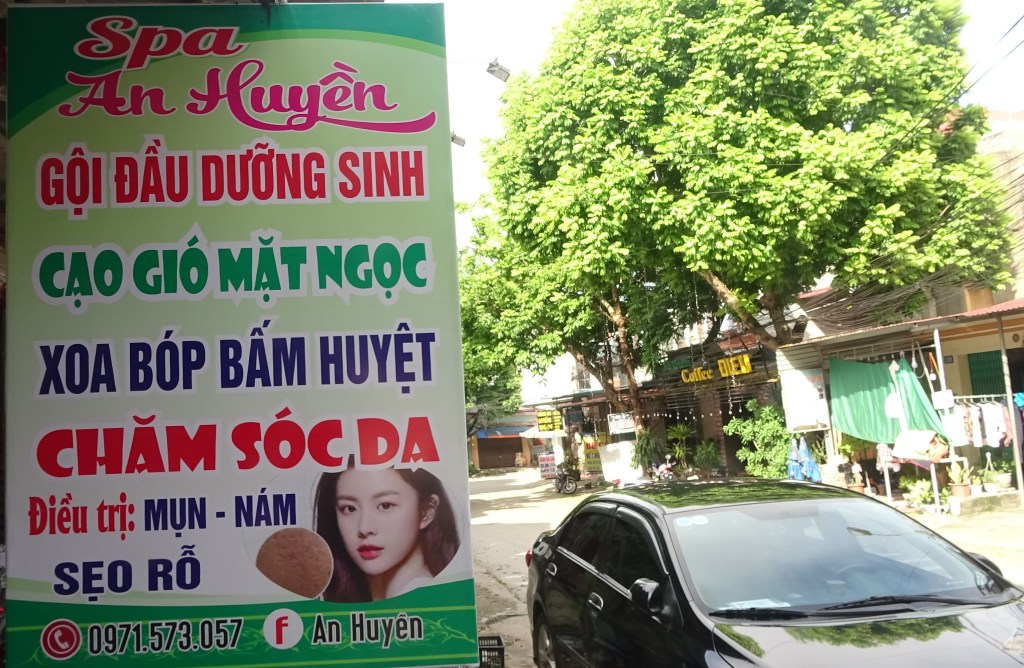 Spa
An Huyền
GỘI ĐẦU DƯỠNG SINH
CẠO GIÓ MẶT NGỌC
XOA BÓP BẤM HUYỆT
CHĂM SÓC DA
Điều trị: MỤN - NÁM
SẸO RỖ
0971.573.057 f An Huyên
Coffee